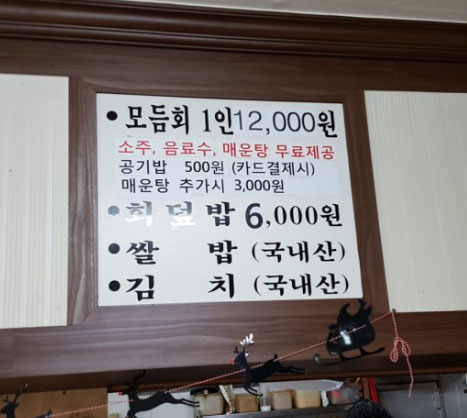 • 모듬회 1인12,000원
소주, 음료수, 매운탕 무료제공
공기밥 500원 (카드결제시)
매운탕 추가시 3,000원
• 회덮밥 6,000원
• 쌀 밥 (국내산)
• 김 치 (국내산)